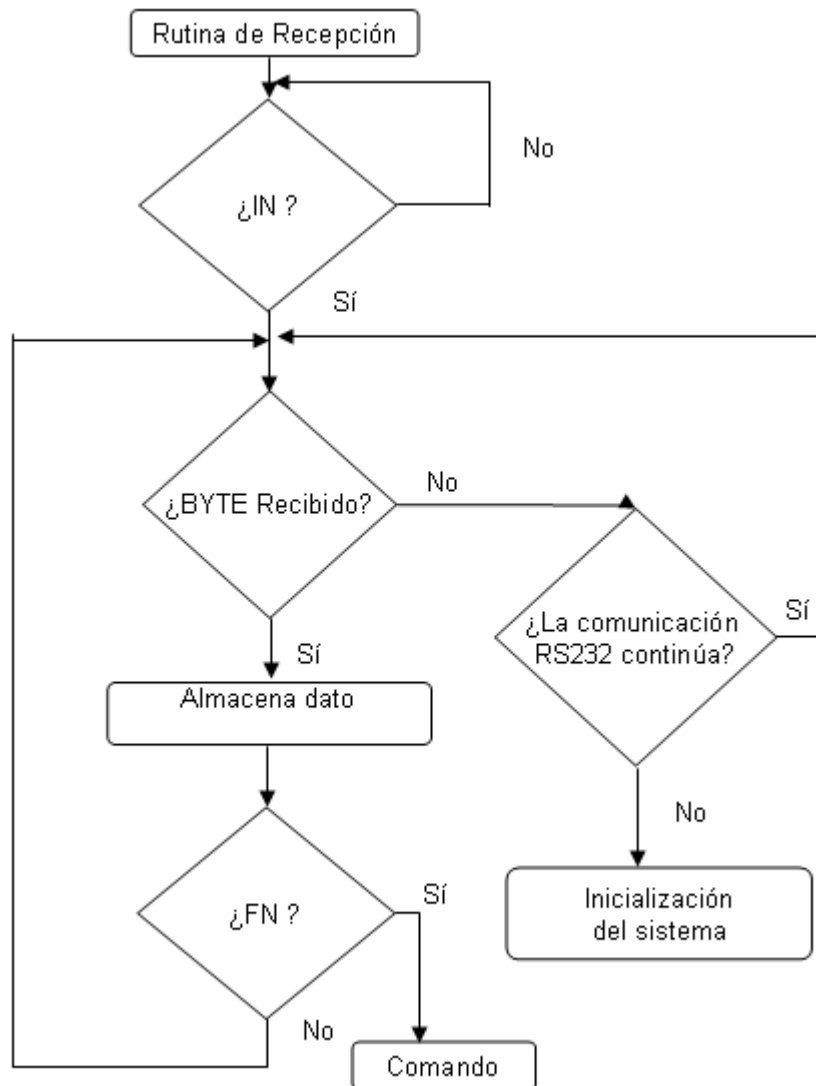 Rutina de Recepción
No
¿IN ?
Sí
¿BYTE Recibido?
No
¿La comunicación
RS232 continúa?
Sí
Sí
Almacena dato
No
¿FN ?
Sí
Inicialización
del sistema
No
Comando